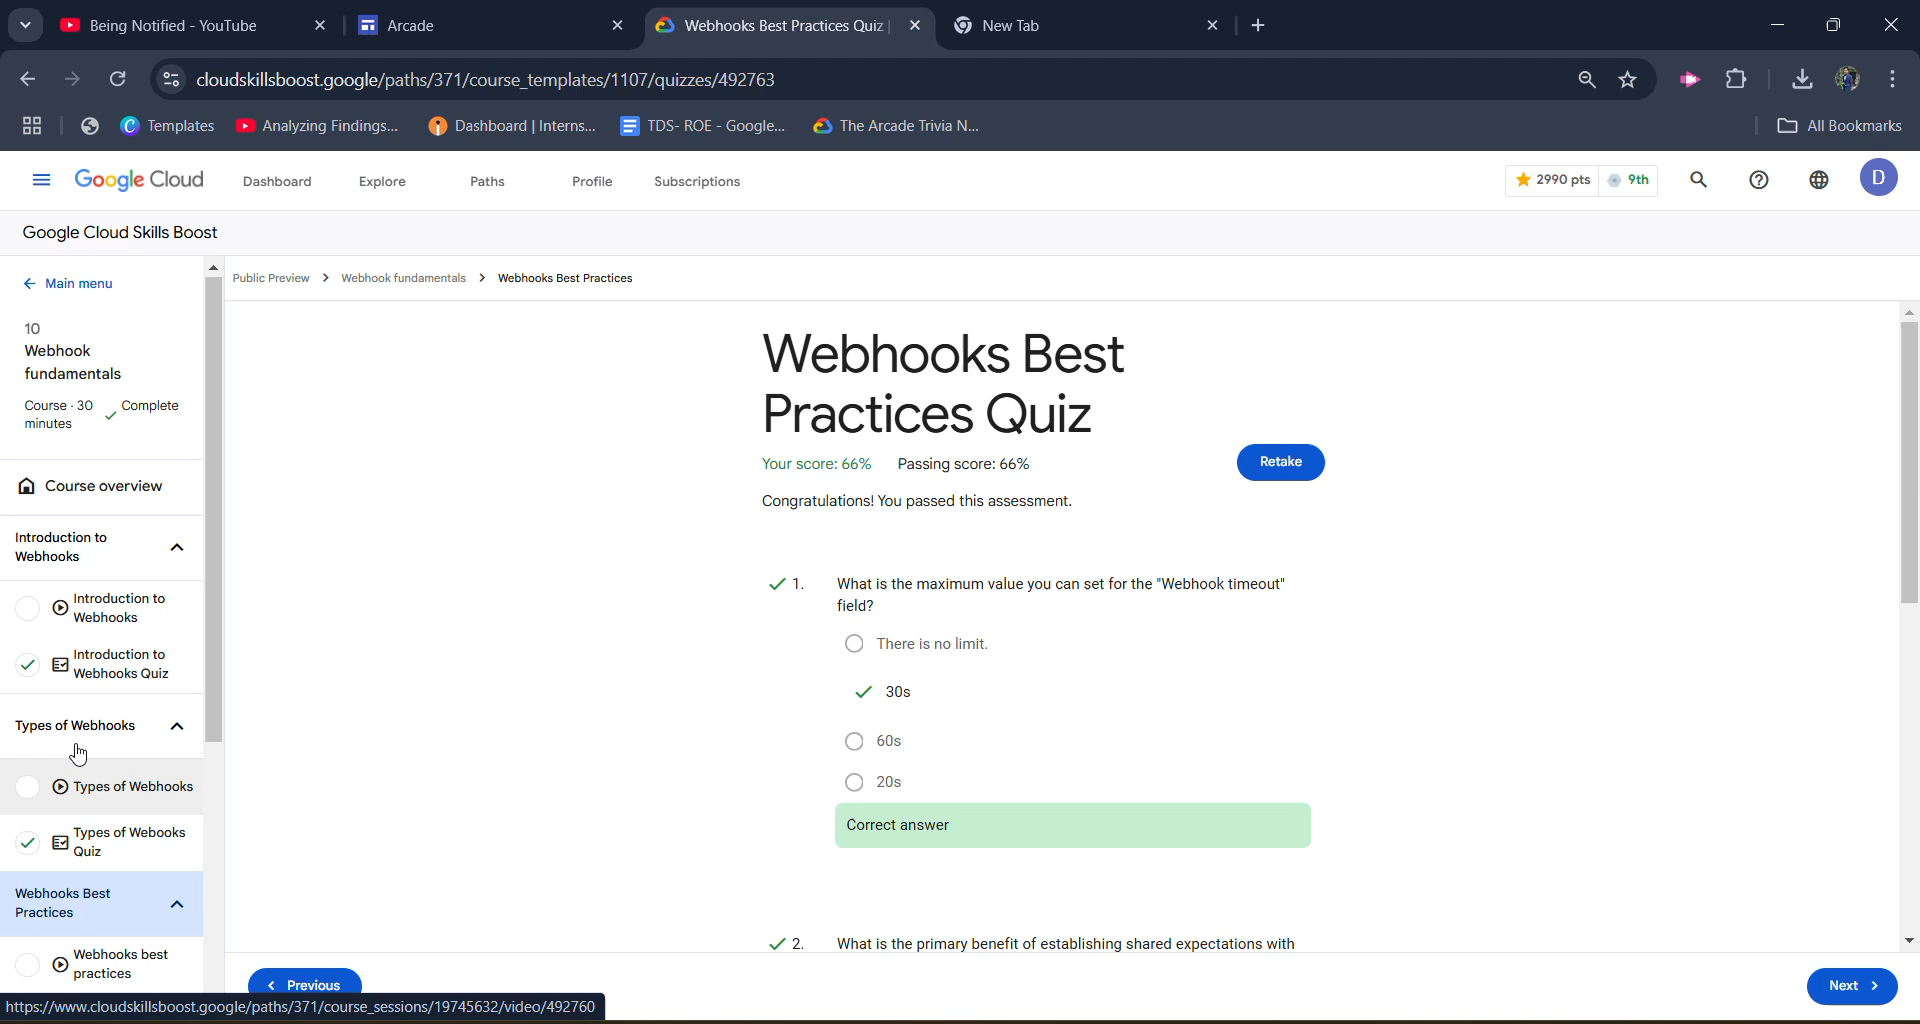 Being Notified - YouTube
Arcade
Webhooks Best Practices Quiz |
New Tab
cloudskillsboost.google/paths/371/course_templates/1107/quizzes/492763
Templates
Analyzing Findings...
Dashboard | Interns...
TDS- ROE - Google...
The Arcade Trivia N...
All Bookmarks
Google Cloud
Dashboard
Explore
Paths
Profile
Subscriptions
2990 pts
9th
D
Google Cloud Skills Boost
Main menu
10
Webhook
fundamentals
Course · 30
minutes
Complete
Course overview
Introduction to
Webhooks
Introduction to
Webhooks
Introduction to
Webhooks Quiz
Types of Webhooks
Types of Webhooks
Types of Webooks
Quiz
Webhooks Best
Practices
Webhooks best
practices
Public Preview > Webhook fundamentals > Webhooks Best Practices
Webhooks Best
Practices Quiz
Your score: 66% Passing score: 66%
Retake
Congratulations! You passed this assessment.
1. What is the maximum value you can set for the "Webhook timeout"
field?
There is no limit.
30s
60s
20s
Correct answer
2. What is the primary benefit of establishing shared expectations with
Previous
Next
https://www.cloudskillsboost.google/paths/371/course_sessions/19745632/video/492760